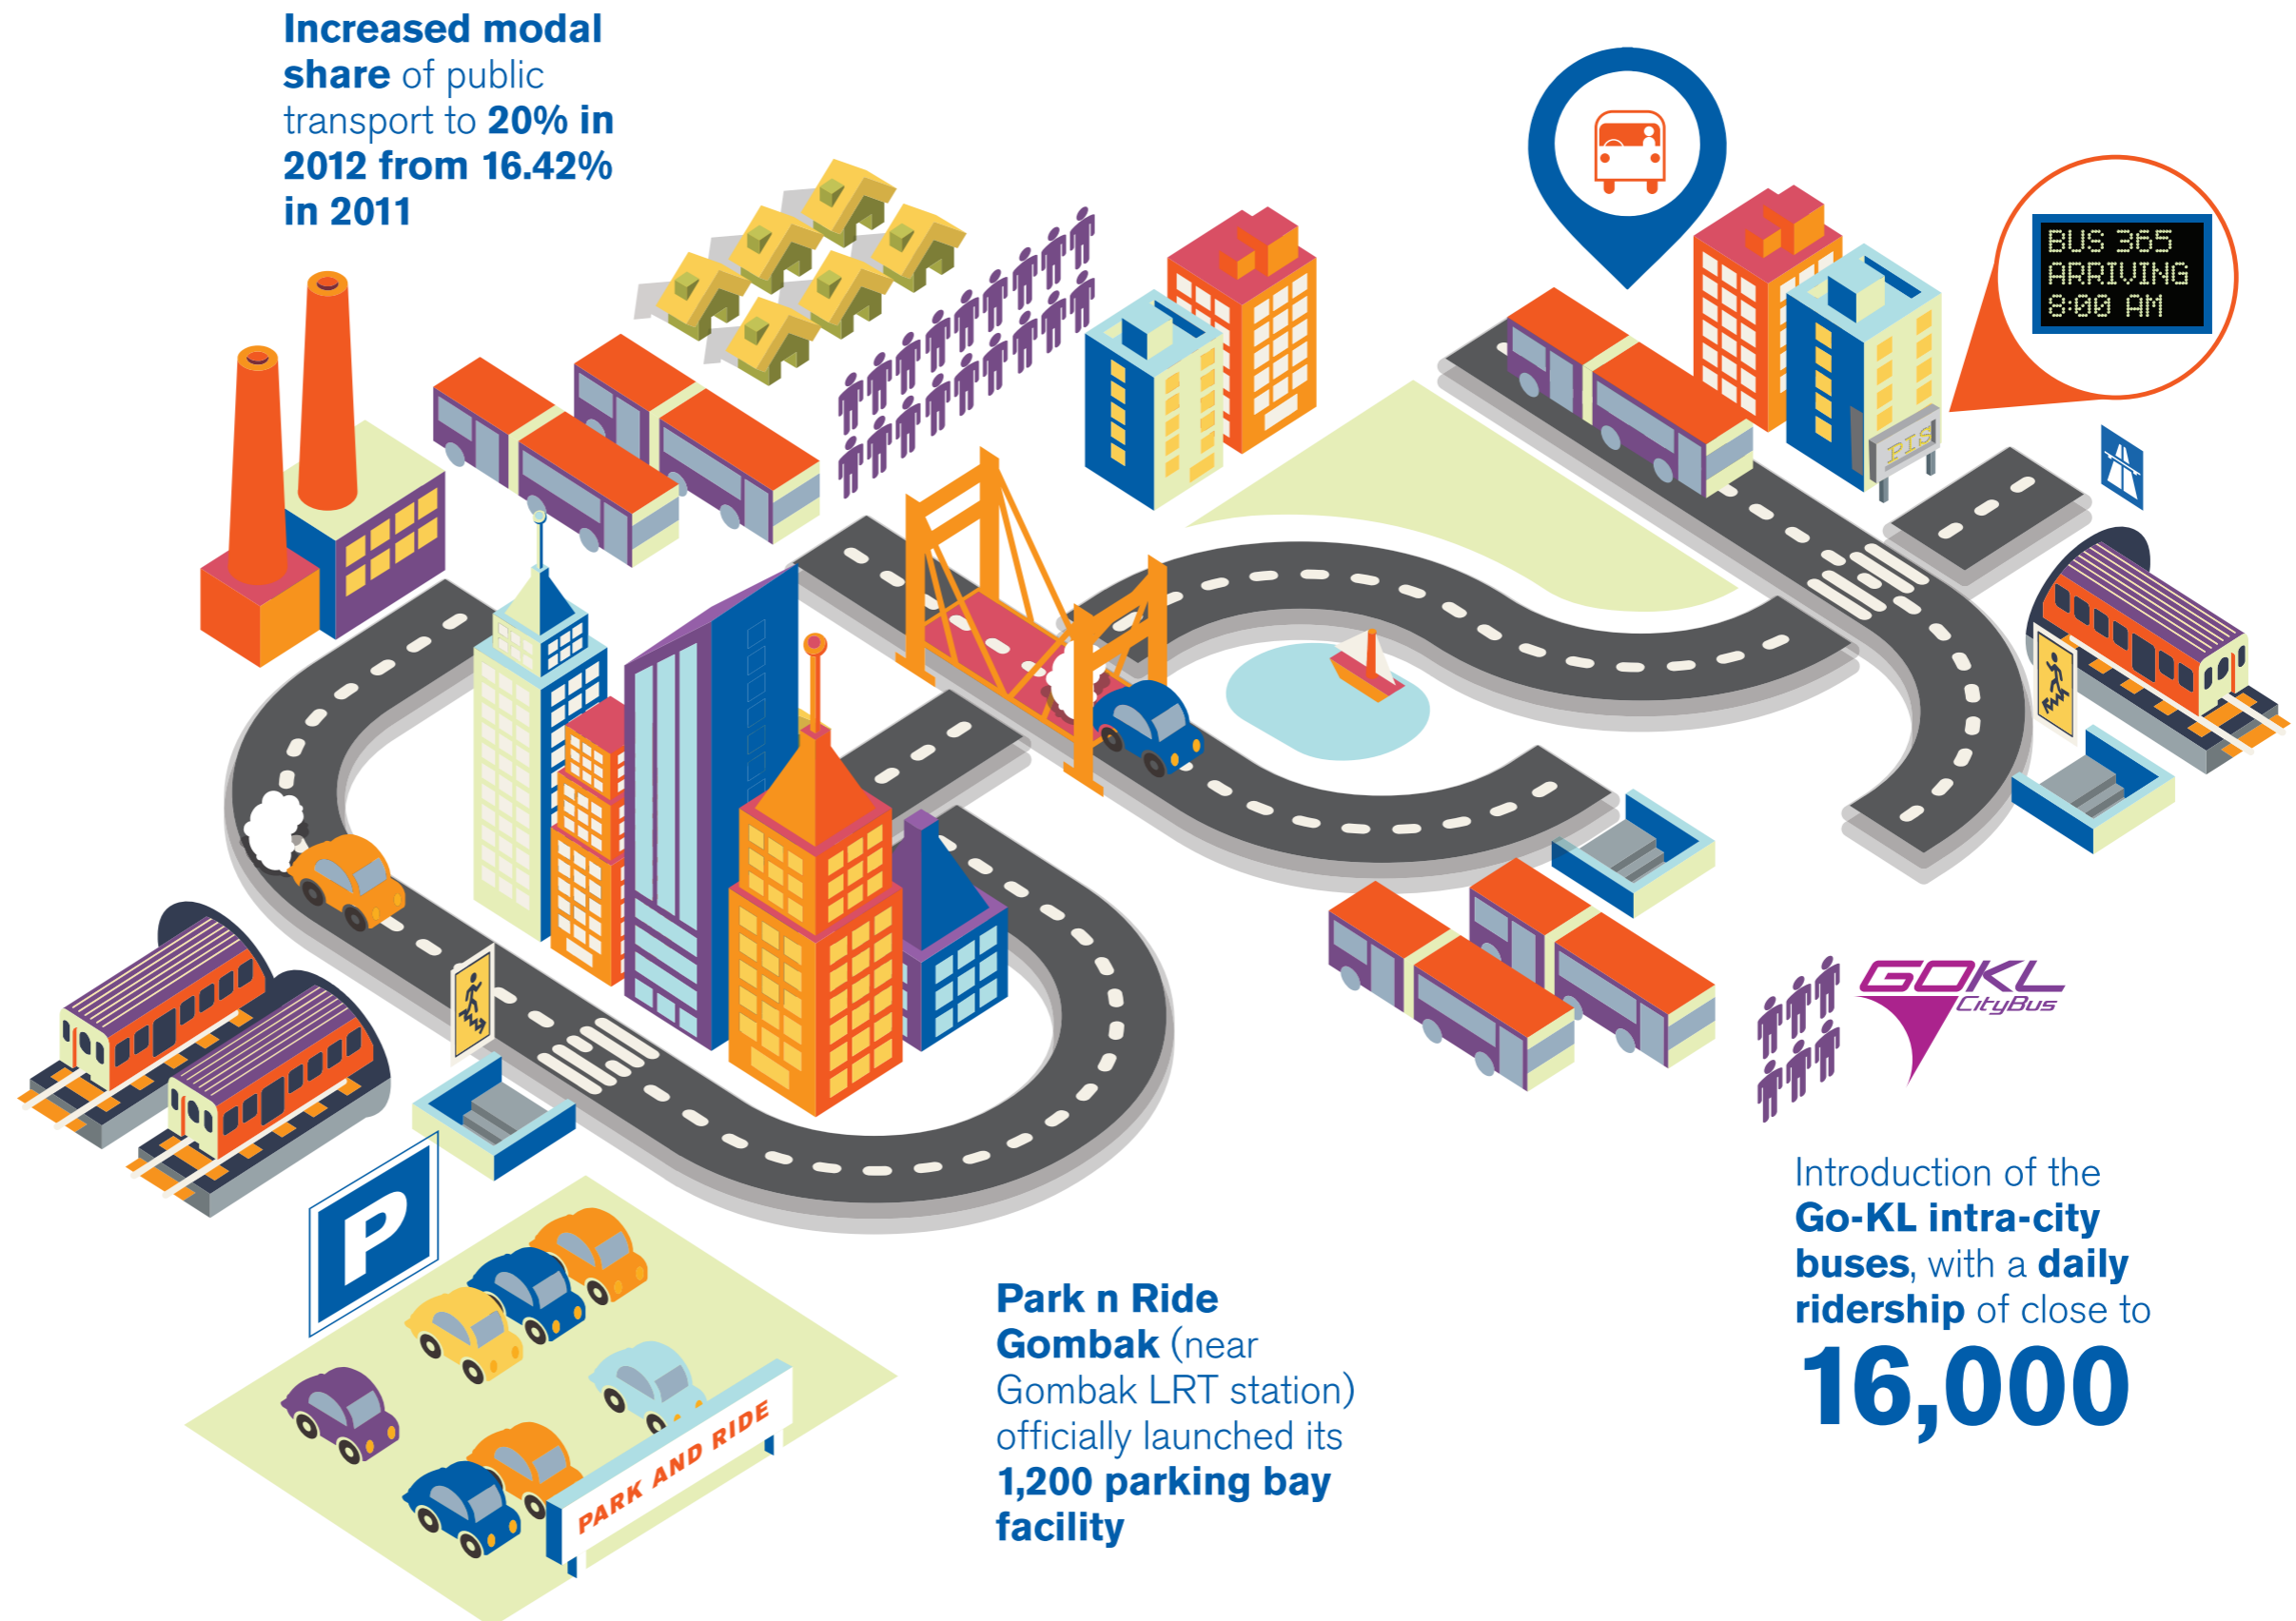 Increased modal
share of public
transport to 20% in
2012 from 16.42%
in 2011
BUS 365
ARRIVING
8:00 AM
PIS
GOKL
CityBus
Introduction of the
Go-KL intra-city
buses, with a daily
ridership of close to
16,000
P
PARK AND RIDE
Park n Ride
Gombak (near
Gombak LRT station)
officially launched its
1,200 parking bay
facility